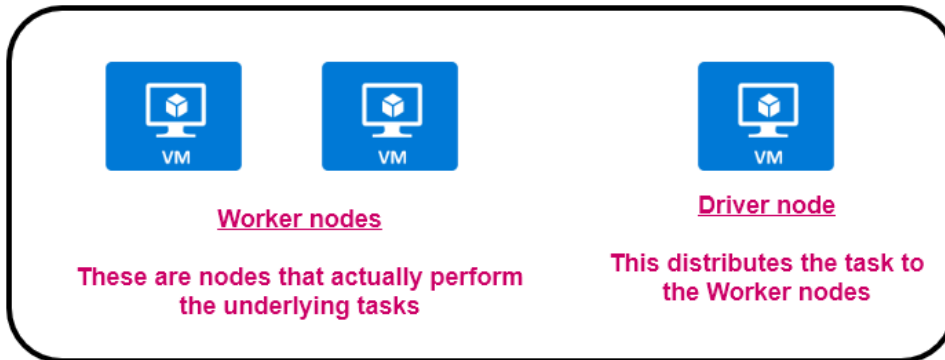 VM
VM
VM
Worker nodes
These are nodes that actually perform
the underlying tasks
Driver node
This distributes the task to
the Worker nodes